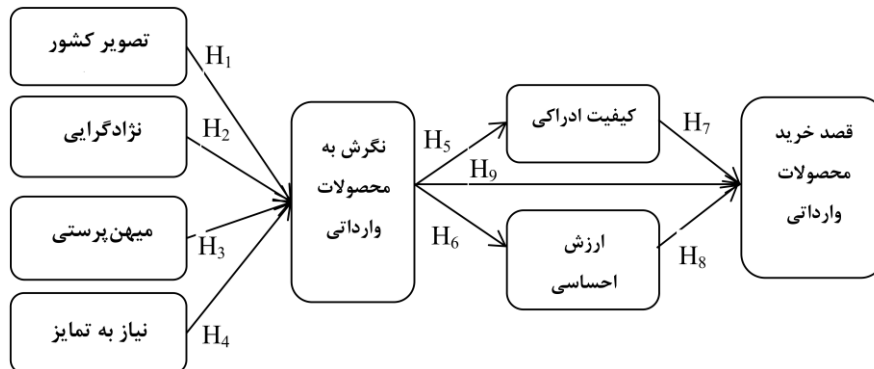 تصویر کشور
H1
نژادگرایی
H2
میهن‌پرستی
H3
نیاز به تمایز
H4
نگرش به
محصولات
وارداتی
H5
H9
H6
کیفیت ادراکی
ارزش
احساسی
H7
H8
قصد خرید
محصولات
وارداتی